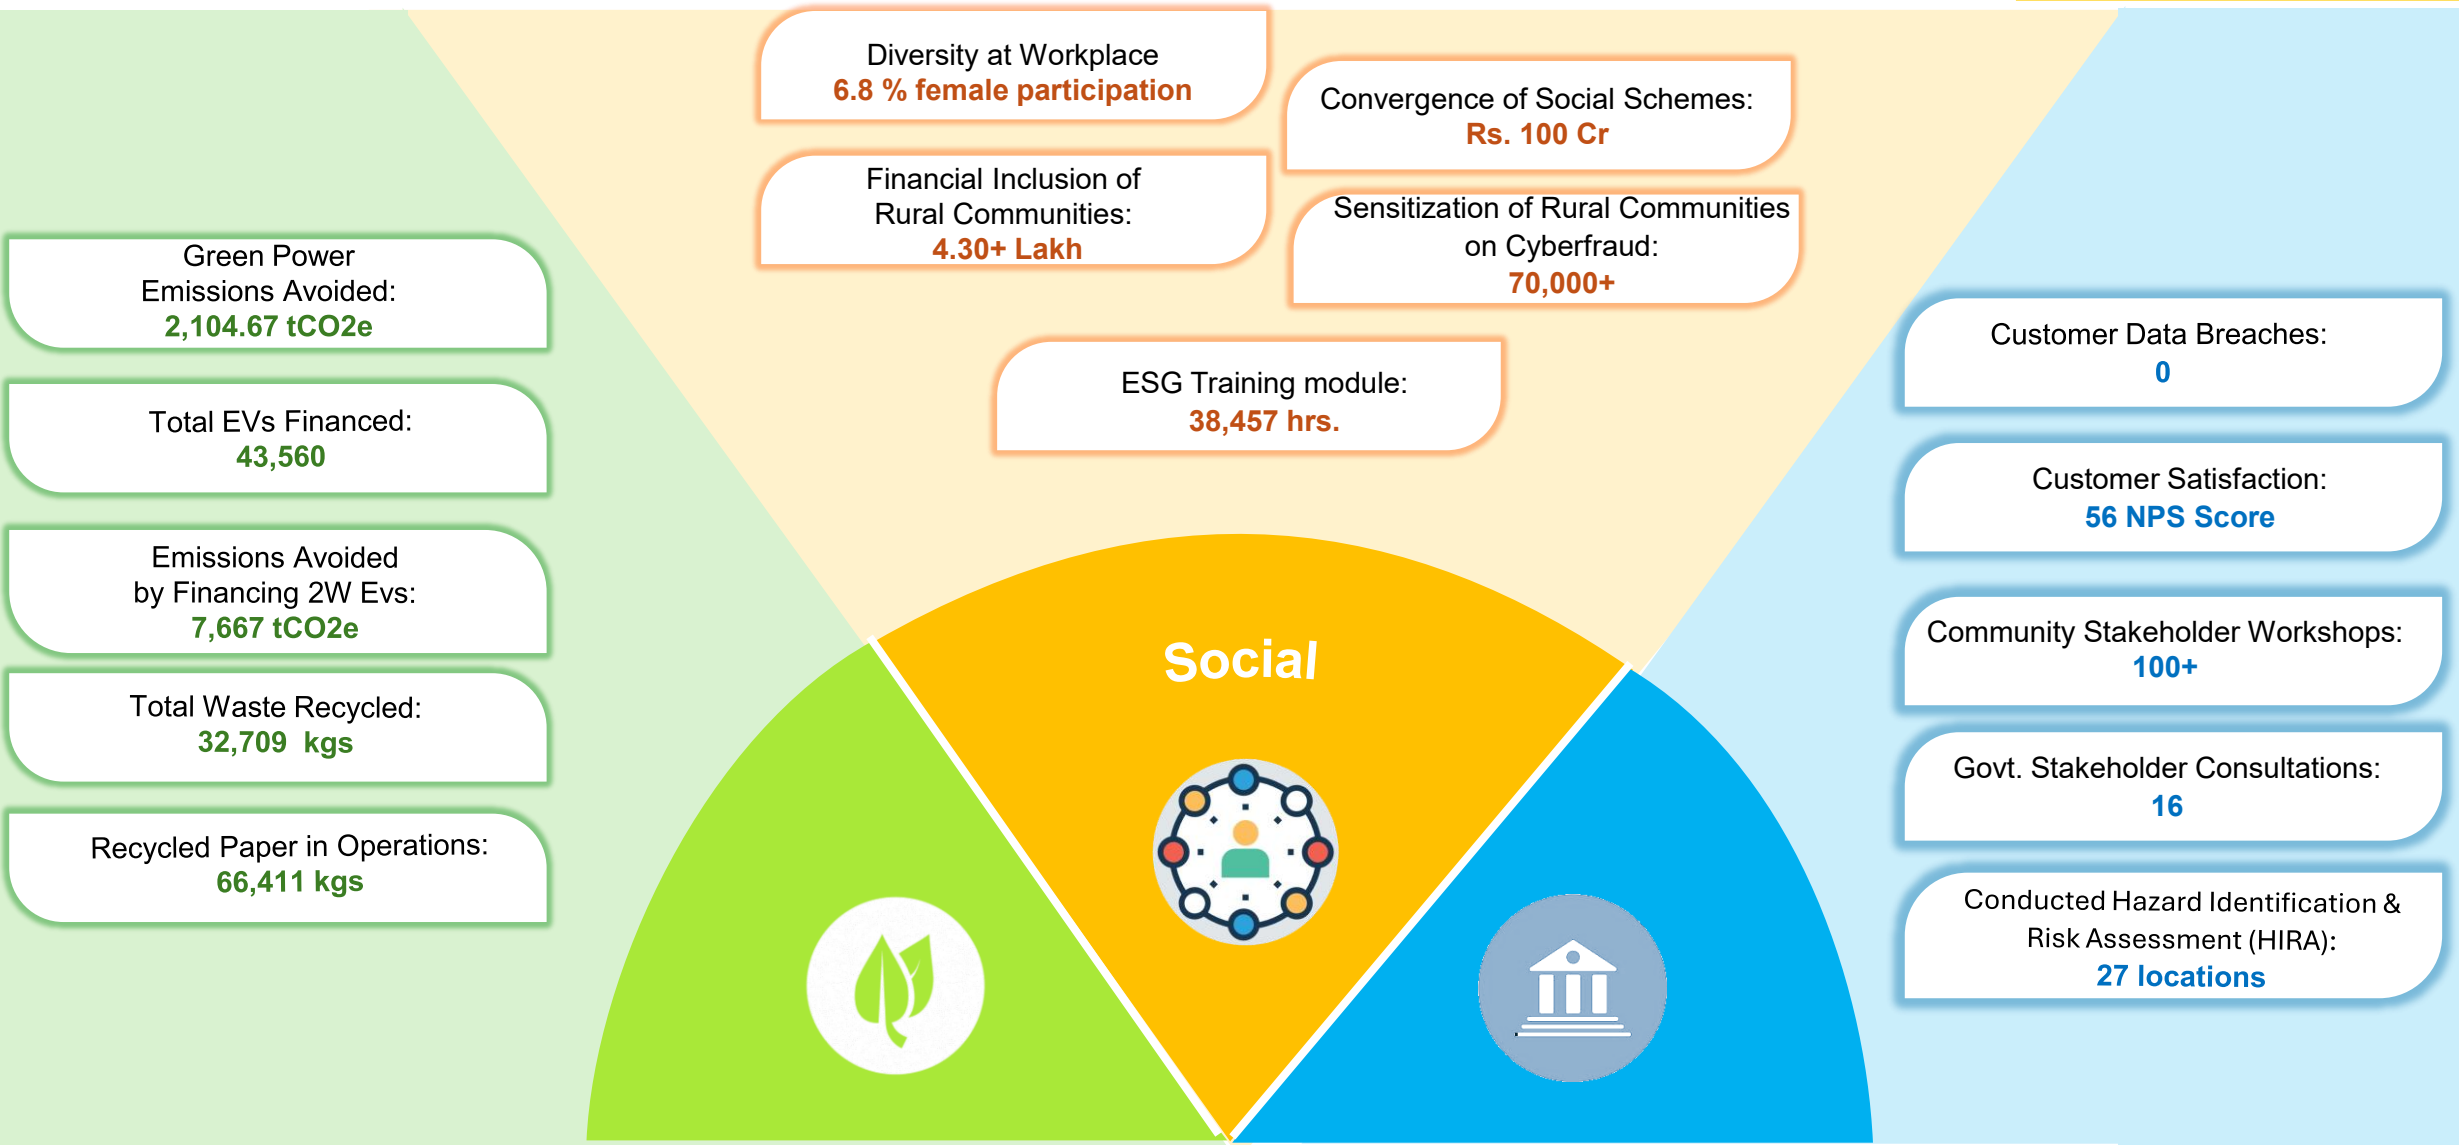 Diversity at Workplace
6.8 % female participation
Convergence of Social Schemes:
Rs. 100 Cr
Financial Inclusion of
Rural Communities:
4.30+ Lakh
Sensitization of Rural Communities
on Cyberfraud:
70,000+
ESG Training module:
38,457 hrs.
Green Power
Emissions Avoided:
2,104.67 tCO2e
Total EVs Financed:
43,560
Emissions Avoided
by Financing 2W Evs:
7,667 tCO2e
Total Waste Recycled:
32,709 kgs
Recycled Paper in Operations:
66,411 kgs
Social
Customer Data Breaches:
0
Customer Satisfaction:
56 NPS Score
Community Stakeholder Workshops:
100+
Govt. Stakeholder Consultations:
16
Conducted Hazard Identification &
Risk Assessment (HIRA):
27 locations